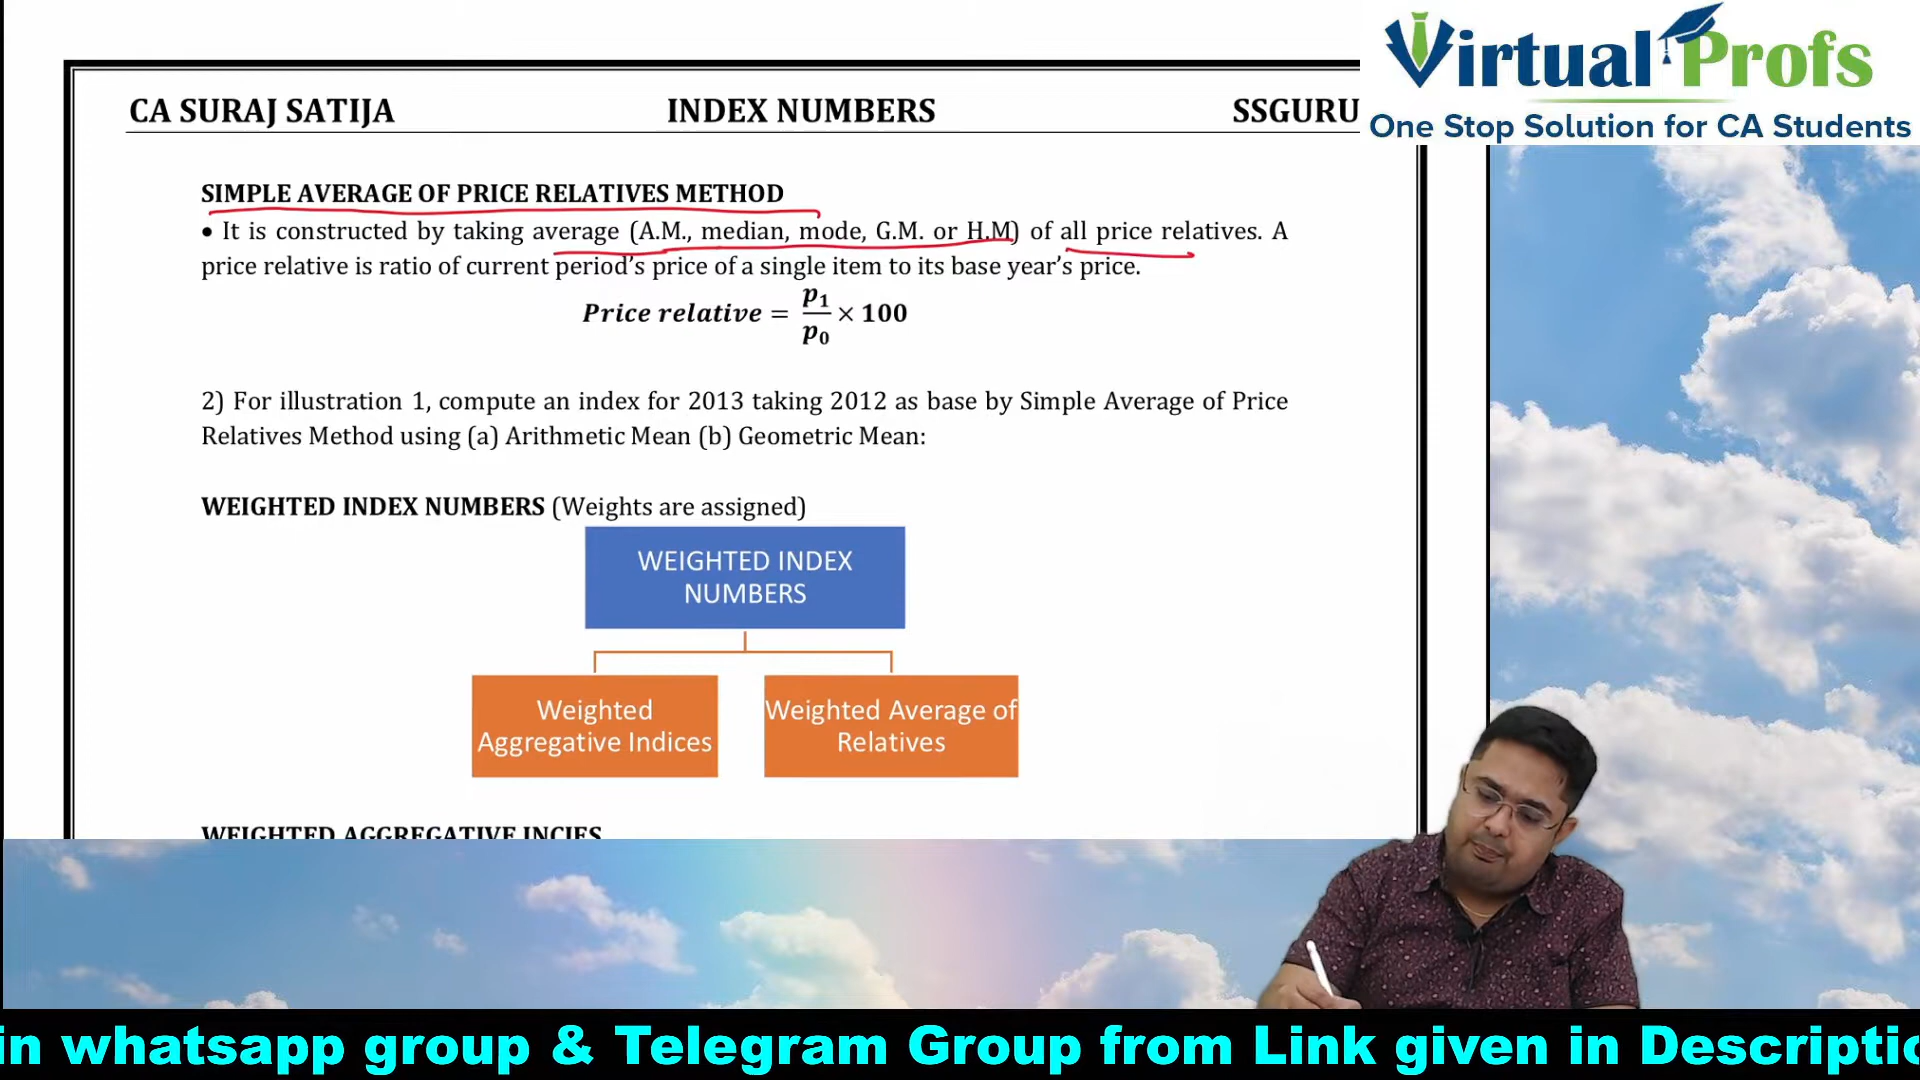 Virtual Profs
One Stop Solution for CA Students
CA SURAJ SATIJA INDEX NUMBERS SSGURU
SIMPLE AVERAGE OF PRICE RELATIVES METHOD
• It is constructed by taking average (A.M., median, mode, G.M. or H.M) of all price relatives. A
price relative is ratio of current period's price of a single item to its base year's price.
Price relative = p₁/p₀ × 100
2) For illustration 1, compute an index for 2013 taking 2012 as base by Simple Average of Price
Relatives Method using (a) Arithmetic Mean (b) Geometric Mean:
WEIGHTED INDEX NUMBERS (Weights are assigned)
WEIGHTED INDEX
NUMBERS
Weighted
Aggregative Indices
Weighted Average of
Relatives
WEIGHTED AGGREGATIVE INCIES
in whatsapp group & Telegram Group from Link given in Descriptio